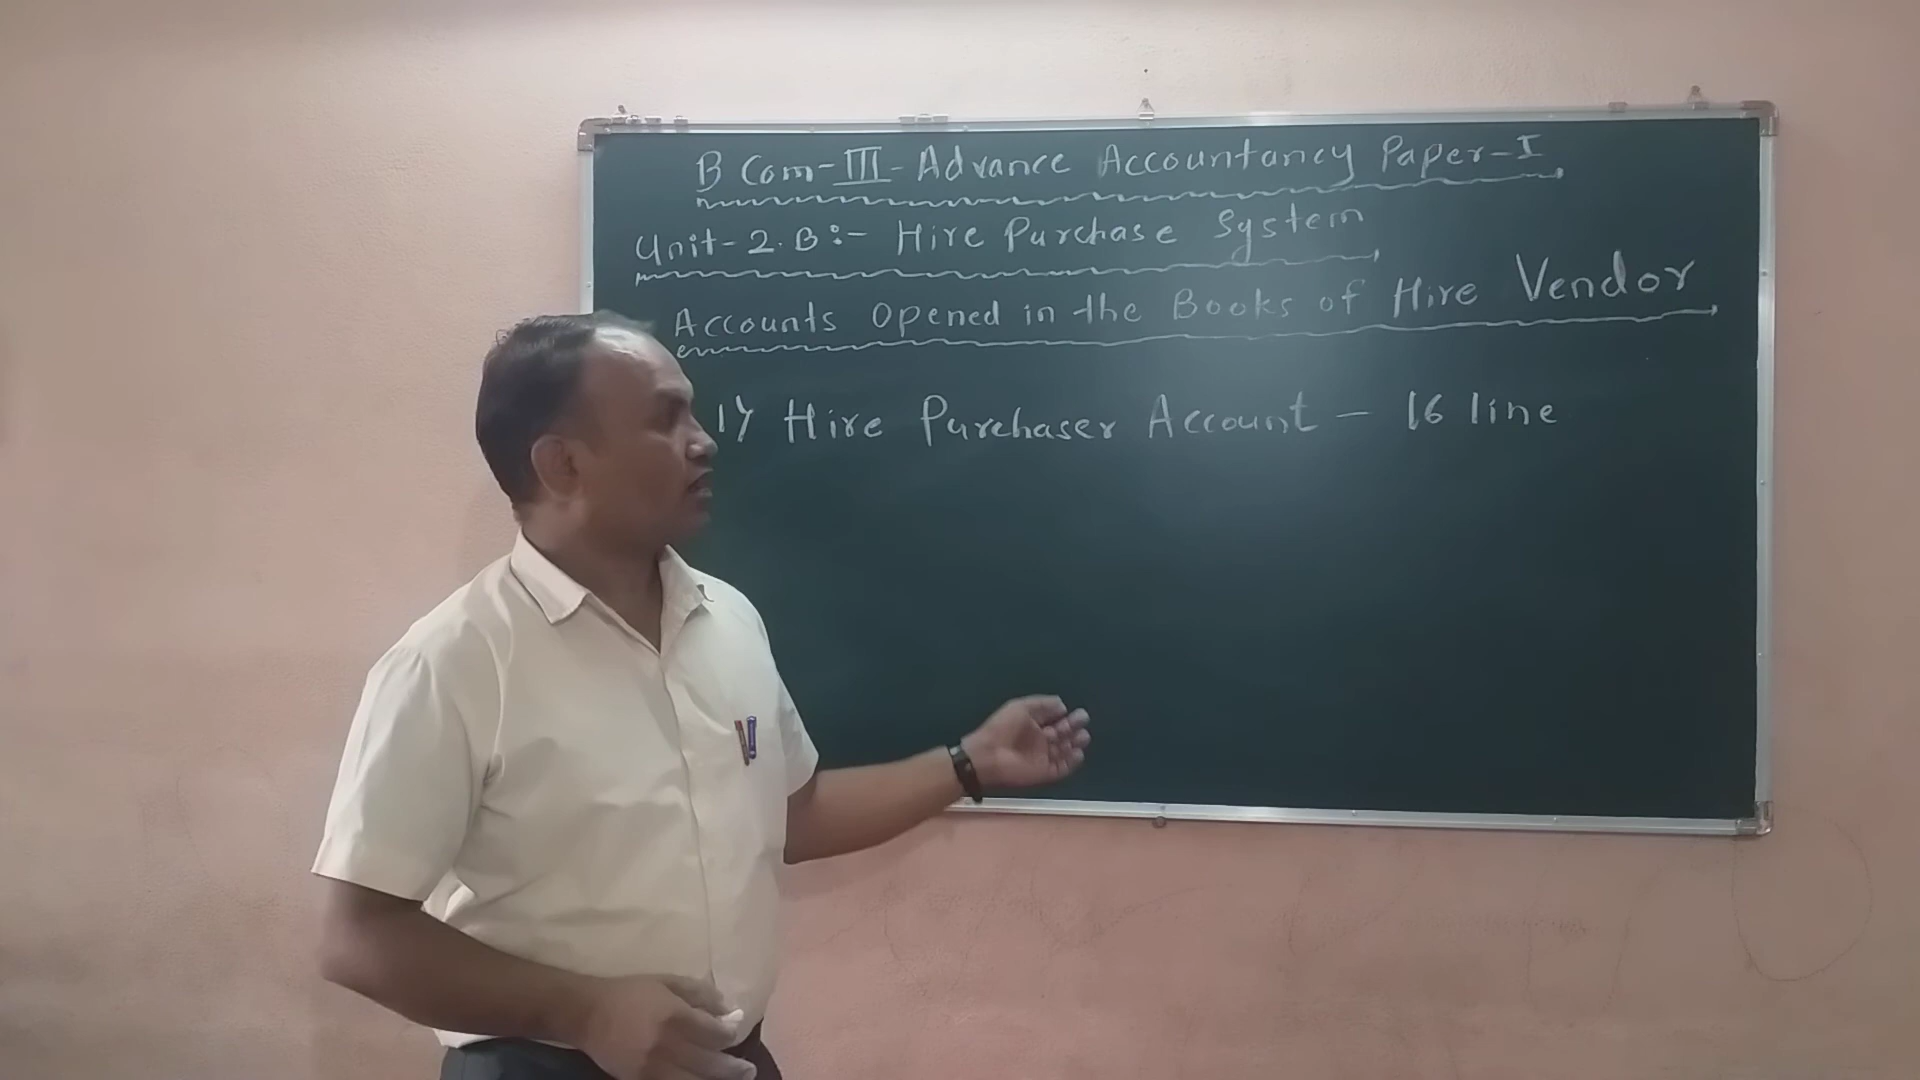 B Com-III-Advance Accountancy Paper-I
Unit-2.B:- Hire Purchase System
Accounts Opened in the Books of Hire Vendor
1) Hire Purchaser Account - 16 line